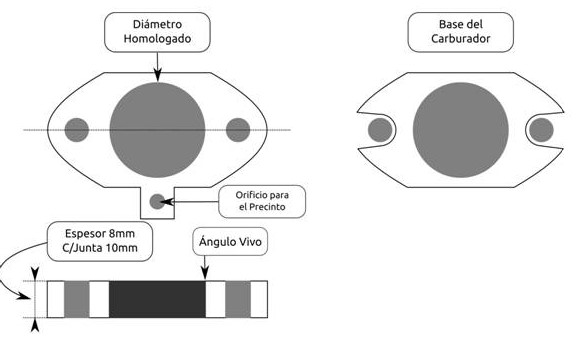 Diámetro
Homologado
Base del
Carburador
Orificio para
el Precinto
Espesor 8mm
C/Junta 10mm
Ángulo Vivo